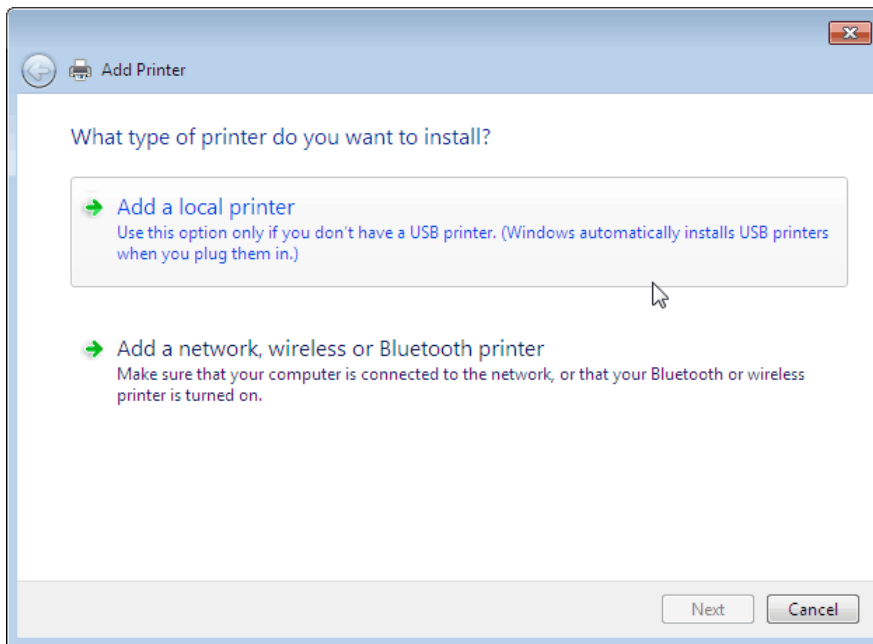 Add Printer
What type of printer do you want to install?
Add a local printer
Use this option only if you don't have a USB printer. (Windows automatically installs USB printers
when you plug them in.)
Add a network, wireless or Bluetooth printer
Make sure that your computer is connected to the network, or that your Bluetooth or wireless
printer is turned on.
Next
Cancel